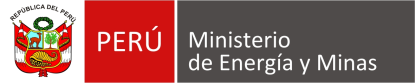 REPÚBLICA DEL PERÚ
PERÚ
Ministerio
de Energía y Minas